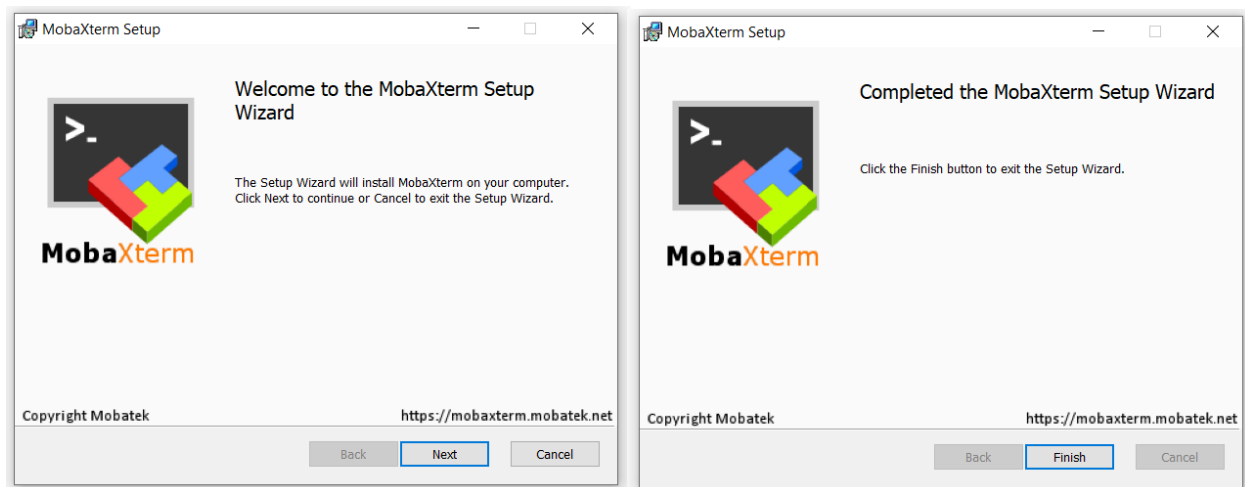 MobaXterm Setup
Welcome to the MobaXterm Setup
Wizard
>_
The Setup Wizard will install MobaXterm on your computer.
Click Next to continue or Cancel to exit the Setup Wizard.
MobaXterm
Copyright Mobatek
https://mobaxterm.mobatek.net
Back
Next
Cancel
MobaXterm Setup
Completed the MobaXterm Setup Wizard
>_
Click the Finish button to exit the Setup Wizard.
MobaXterm
Copyright Mobatek
https://mobaxterm.mobatek.net
Back
Finish
Cancel